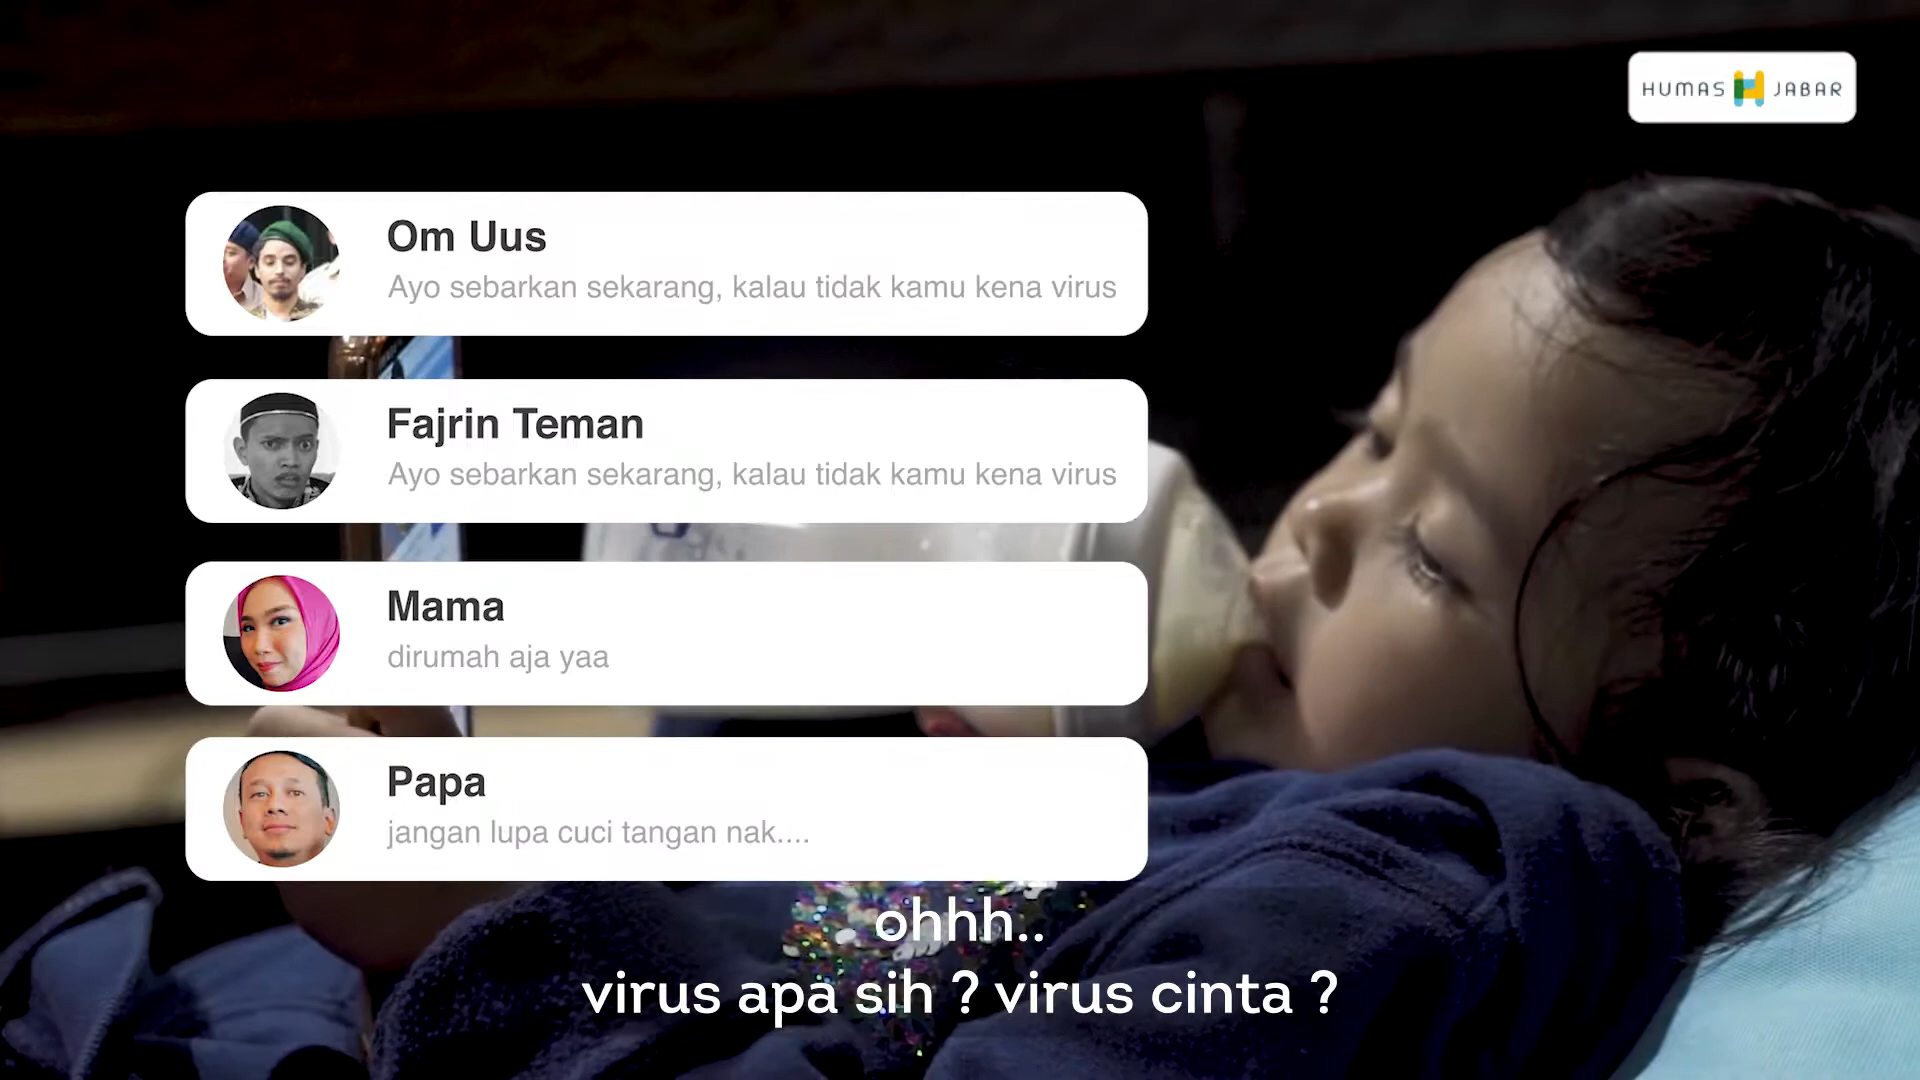 HUMAS JABAR
Om Uus
Ayo sebarkan sekarang, kalau tidak kamu kena virus
Fajrin Teman
Ayo sebarkan sekarang, kalau tidak kamu kena virus
Mama
dirumah aja yaa
Papa
jangan lupa cuci tangan nak....
ohhh..
virus apa sih ? virus cinta ?